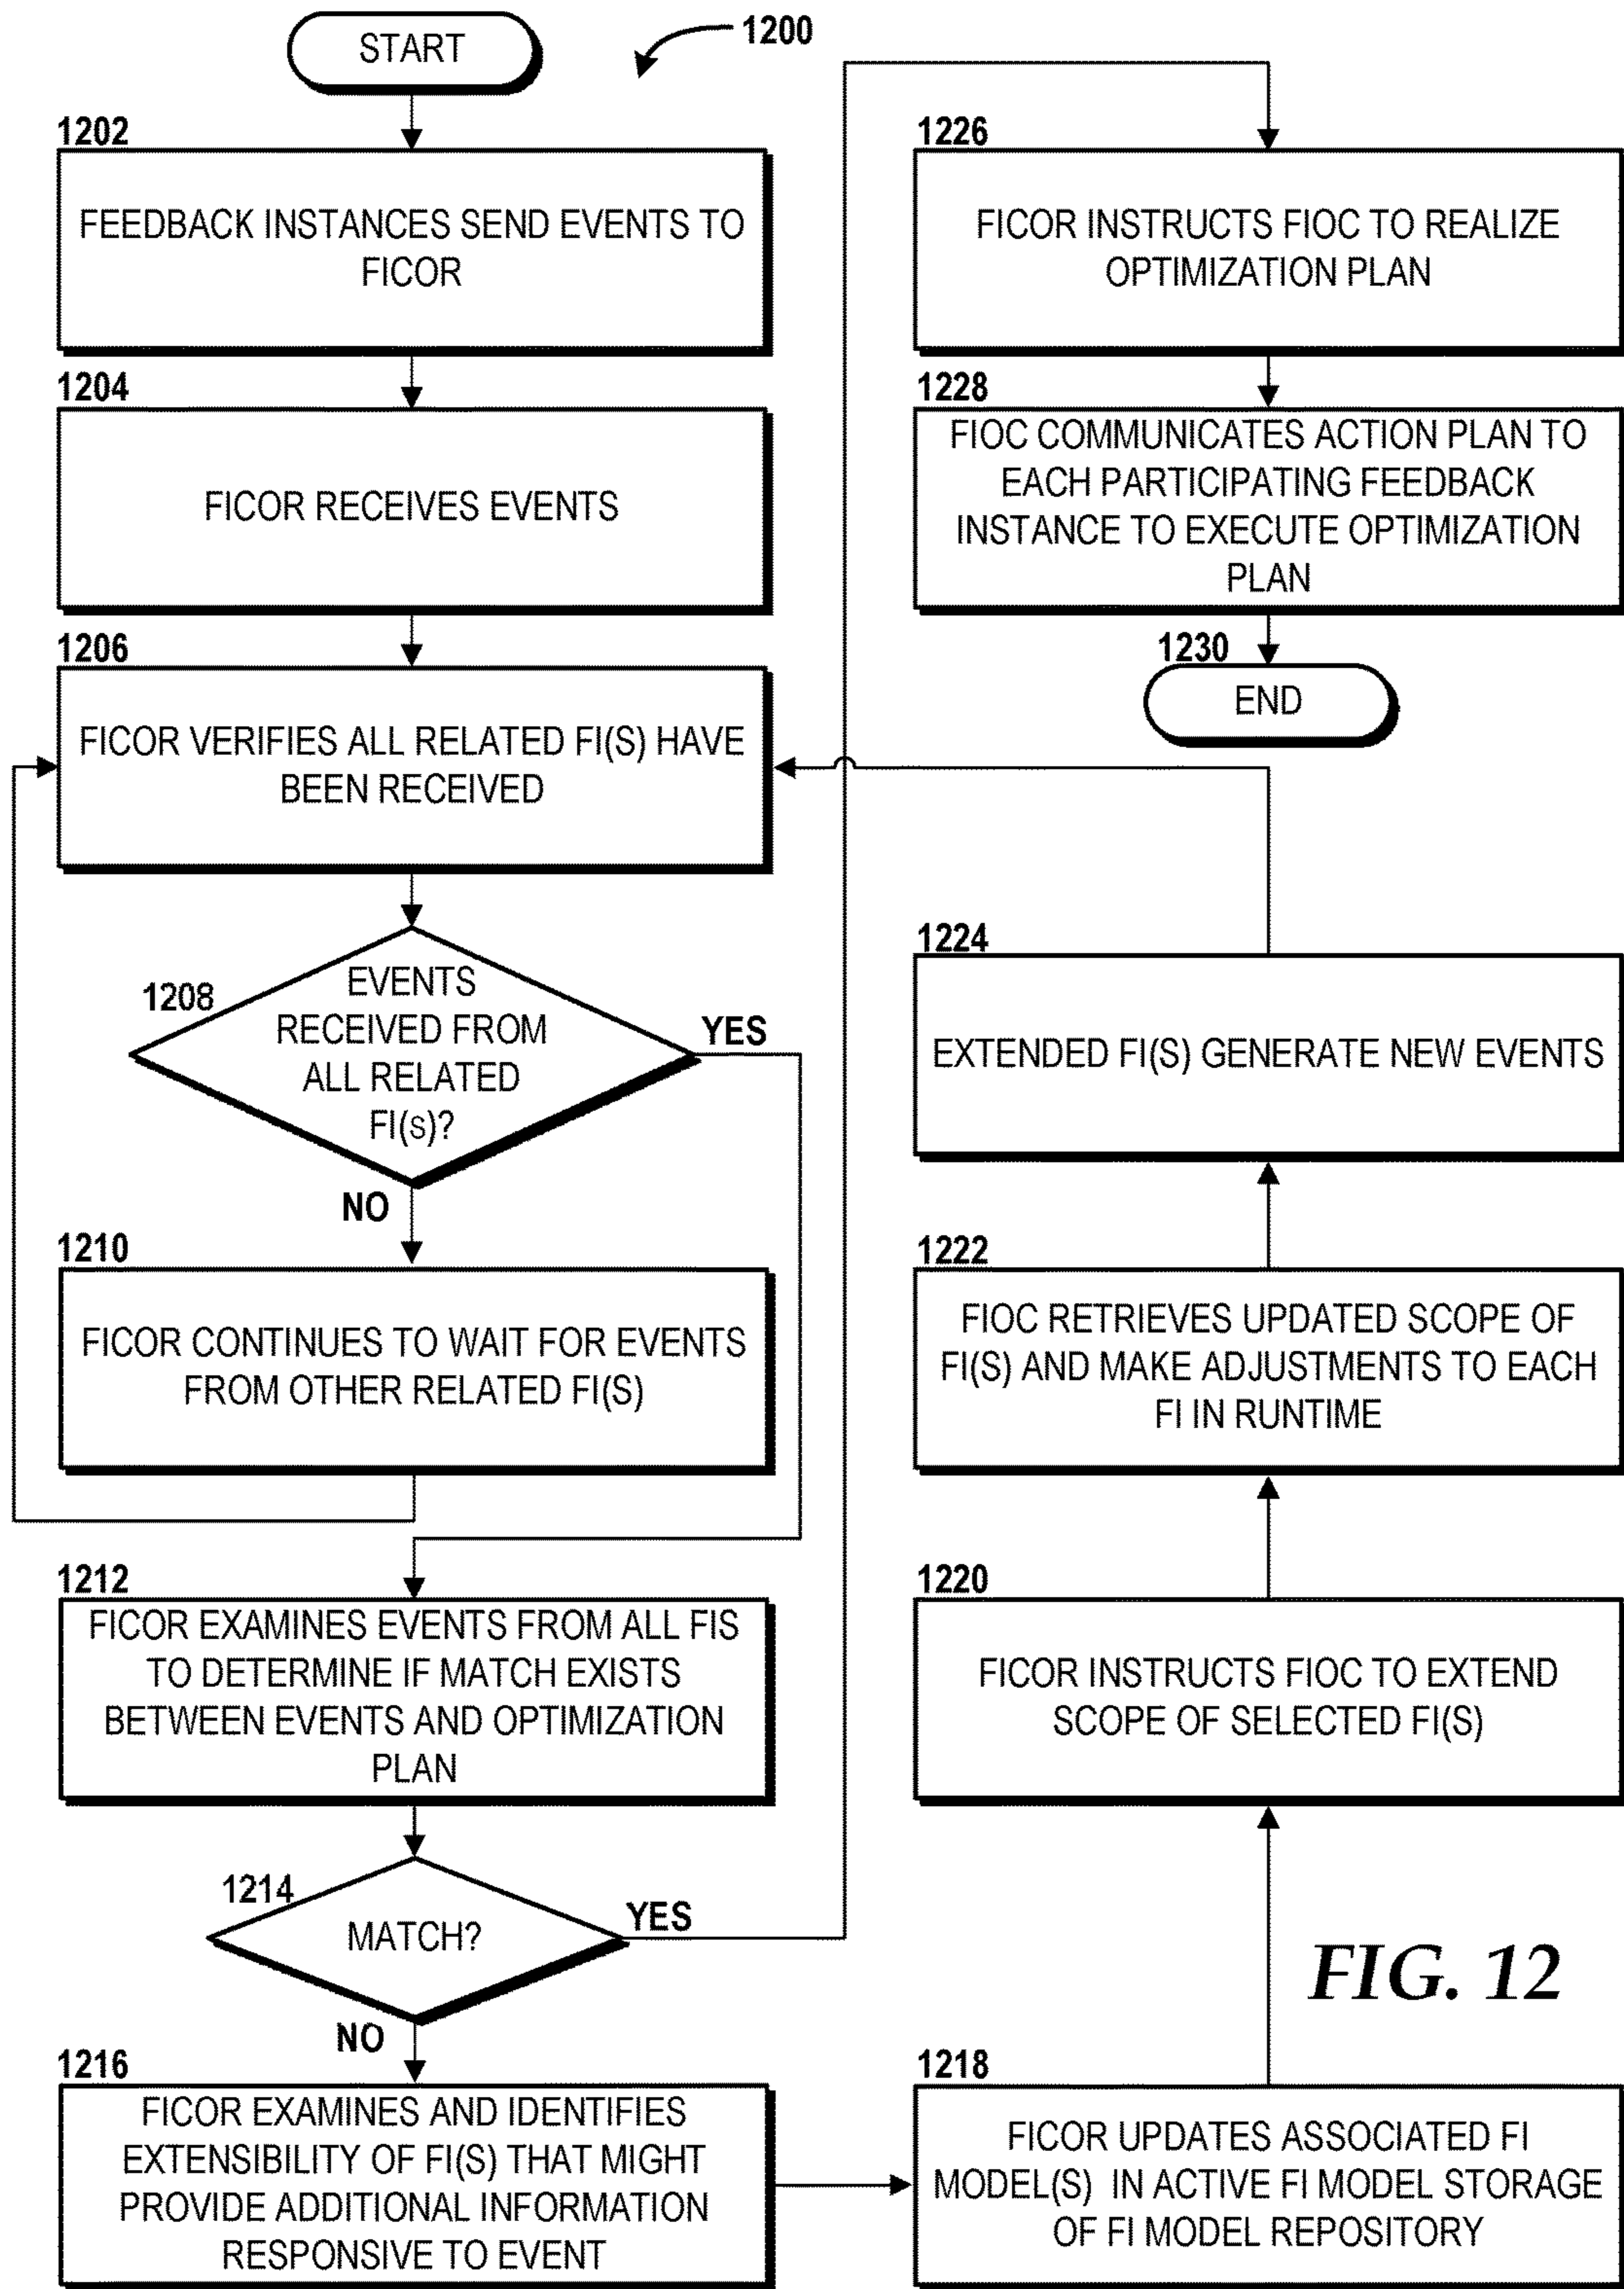 START
1200
1202
FEEDBACK INSTANCES SEND EVENTS TO
FICOR
1204
FICOR RECEIVES EVENTS
1206
FICOR VERIFIES ALL RELATED FI(S) HAVE
BEEN RECEIVED
1208
EVENTS
RECEIVED FROM
ALL RELATED
FI(S)?
YES
NO
1210
FICOR CONTINUES TO WAIT FOR EVENTS
FROM OTHER RELATED FI(S)
1212
FICOR EXAMINES EVENTS FROM ALL FIS
TO DETERMINE IF MATCH EXISTS
BETWEEN EVENTS AND OPTIMIZATION
PLAN
1214
MATCH?
YES
NO
1216
FICOR EXAMINES AND IDENTIFIES
EXTENSIBILITY OF FI(S) THAT MIGHT
PROVIDE ADDITIONAL INFORMATION
RESPONSIVE TO EVENT
1218
FICOR UPDATES ASSOCIATED FI
MODEL(S) IN ACTIVE FI MODEL STORAGE
OF FI MODEL REPOSITORY
1220
FICOR INSTRUCTS FIOC TO EXTEND
SCOPE OF SELECTED FI(S)
1222
FIOC RETRIEVES UPDATED SCOPE OF
FI(S) AND MAKE ADJUSTMENTS TO EACH
FI IN RUNTIME
1224
EXTENDED FI(S) GENERATE NEW EVENTS
1226
FICOR INSTRUCTS FIOC TO REALIZE
OPTIMIZATION PLAN
1228
FIOC COMMUNICATES ACTION PLAN TO
EACH PARTICIPATING FEEDBACK
INSTANCE TO EXECUTE OPTIMIZATION
PLAN
1230
END
FIG. 12